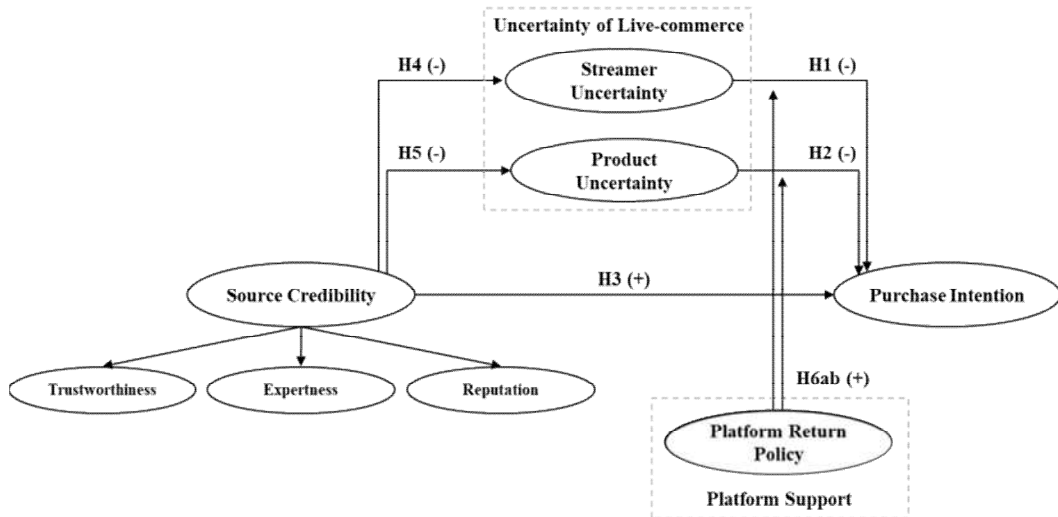 Uncertainty of Live-commerce
H4 (-)
Streamer
Uncertainty
H1 (-)
H5 (-)
Product
Uncertainty
H2 (-)
Source Credibility
H3 (+)
Purchase Intention
Trustworthiness
Expertness
Reputation
H6ab (+)
Platform Return
Policy
Platform Support